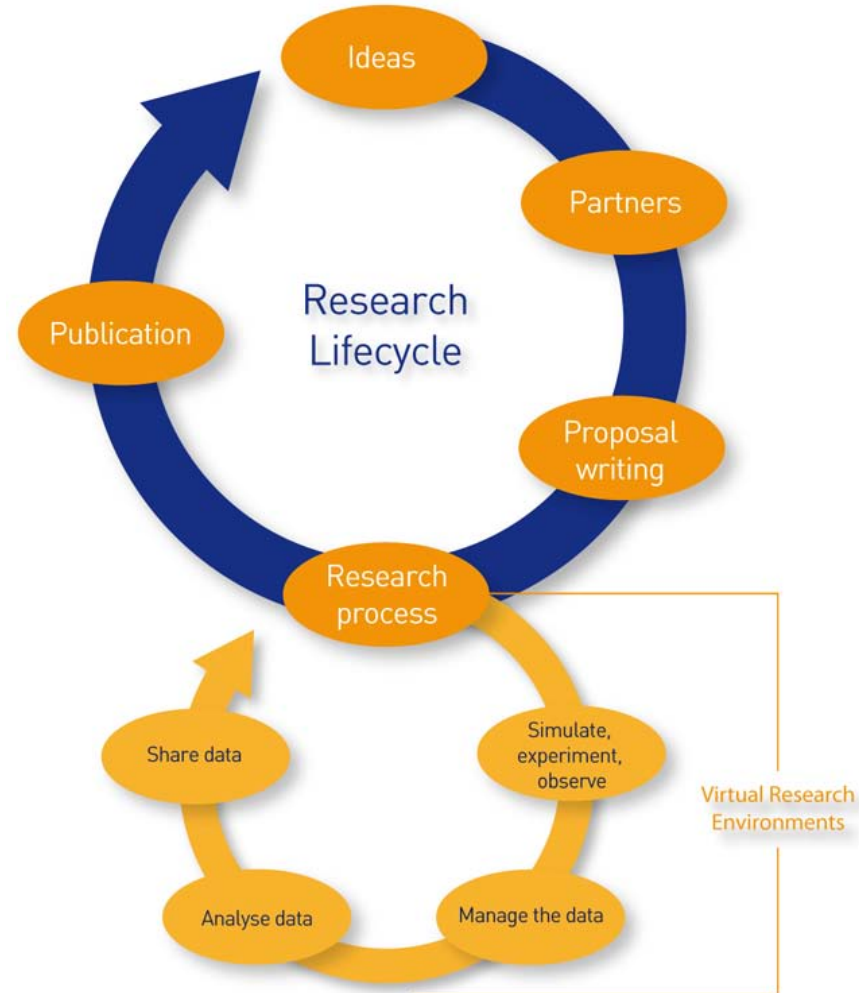 Ideas
Partners
Research
Lifecycle
Publication
Proposal
writing
Research
process
Simulate,
experiment,
observe
Share data
Virtual Research
Environments
Manage the data
Analyse data